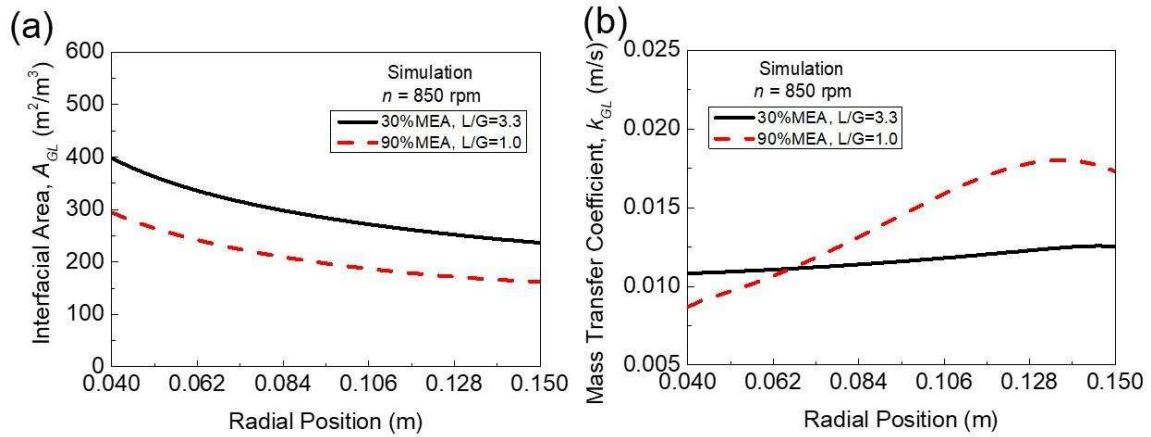 (a)
Interfacial Area, A_GL (m²/m³)
600
500
400
300
200
100
0
Simulation
n = 850 rpm
30%MEA, L/G=3.3
90%MEA, L/G=1.0
0.040 0.062 0.084 0.106 0.128 0.150
Radial Position (m)
(b)
Mass Transfer Coefficient, k_GL (m/s)
0.025
0.020
0.015
0.010
0.005
Simulation
n = 850 rpm
30%MEA, L/G=3.3
90%MEA, L/G=1.0
0.040 0.062 0.084 0.106 0.128 0.150
Radial Position (m)